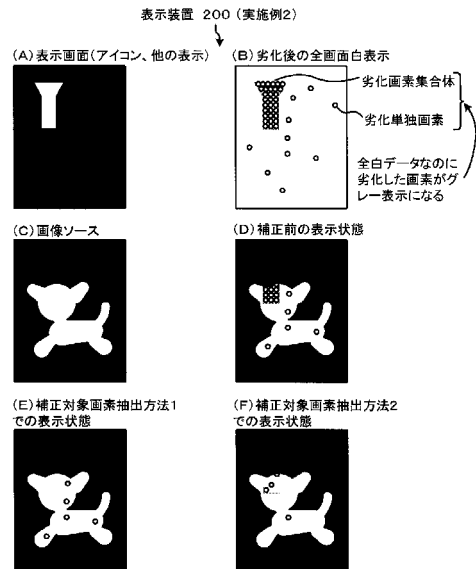 表示装置 200 (実施例2)
(A)表示画面(アイコン、他の表示)
(B)劣化後の全画面白表示
劣化画素集合体
劣化単独画素
全白データなのに
劣化した画素がグ
レー表示になる
(C)画像ソース
(D)補正前の表示状態
(E)補正対象画素抽出方法1
での表示状態
(F)補正対象画素抽出方法2
での表示状態